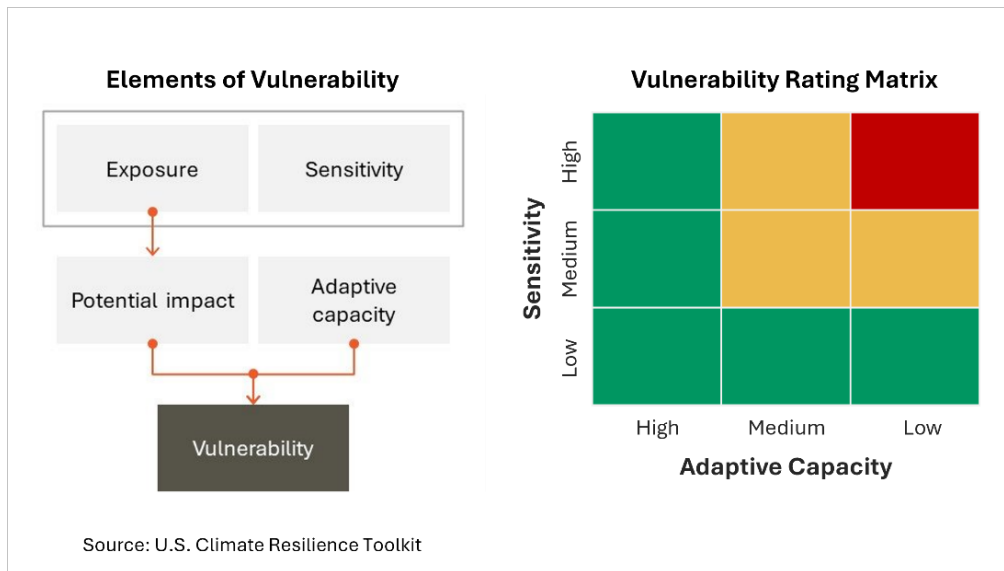 Elements of Vulnerability
Exposure
Sensitivity
Potential impact
Adaptive
capacity
Vulnerability
Source: U.S. Climate Resilience Toolkit
Vulnerability Rating Matrix
Sensitivity
High
Medium
Low
High
Medium
Low
Adaptive Capacity